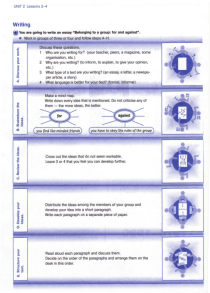 UNIT 2 Lessons 3-4
Writing
You are going to write an essay "Belonging to a group: for and against".
Work in groups of three or four and follow steps A–
A. Discuss your work.
Discuss these questions.
1 Who are you writing for? (your teacher, peers, a magazine, some
organisation, etc.)
2 Why are you writing? (to inform, to explain, to give your opinion,
etc.)
3 What type of a text are you writing? (an essay, a letter, a newspa-
per article, a story)
4 What language is better for your text? (formal, informal)
Make a mind map.
Write down every idea that is mentioned. Do not criticise any of
them — the more ideas, the better.
for
against
you find like-minded friends
you have to obey the rules of the group
Cross out the ideas that do not seem workable.
Leave 3 or 4 that you feel you can develop further.
Distribute the ideas among the members of your group and
develop your idea into a short paragraph.
Write each paragraph on a separate piece of paper.
Read aloud each paragraph and discuss them.
Decide on the order of the paragraphs and arrange them on the
desk in this order.